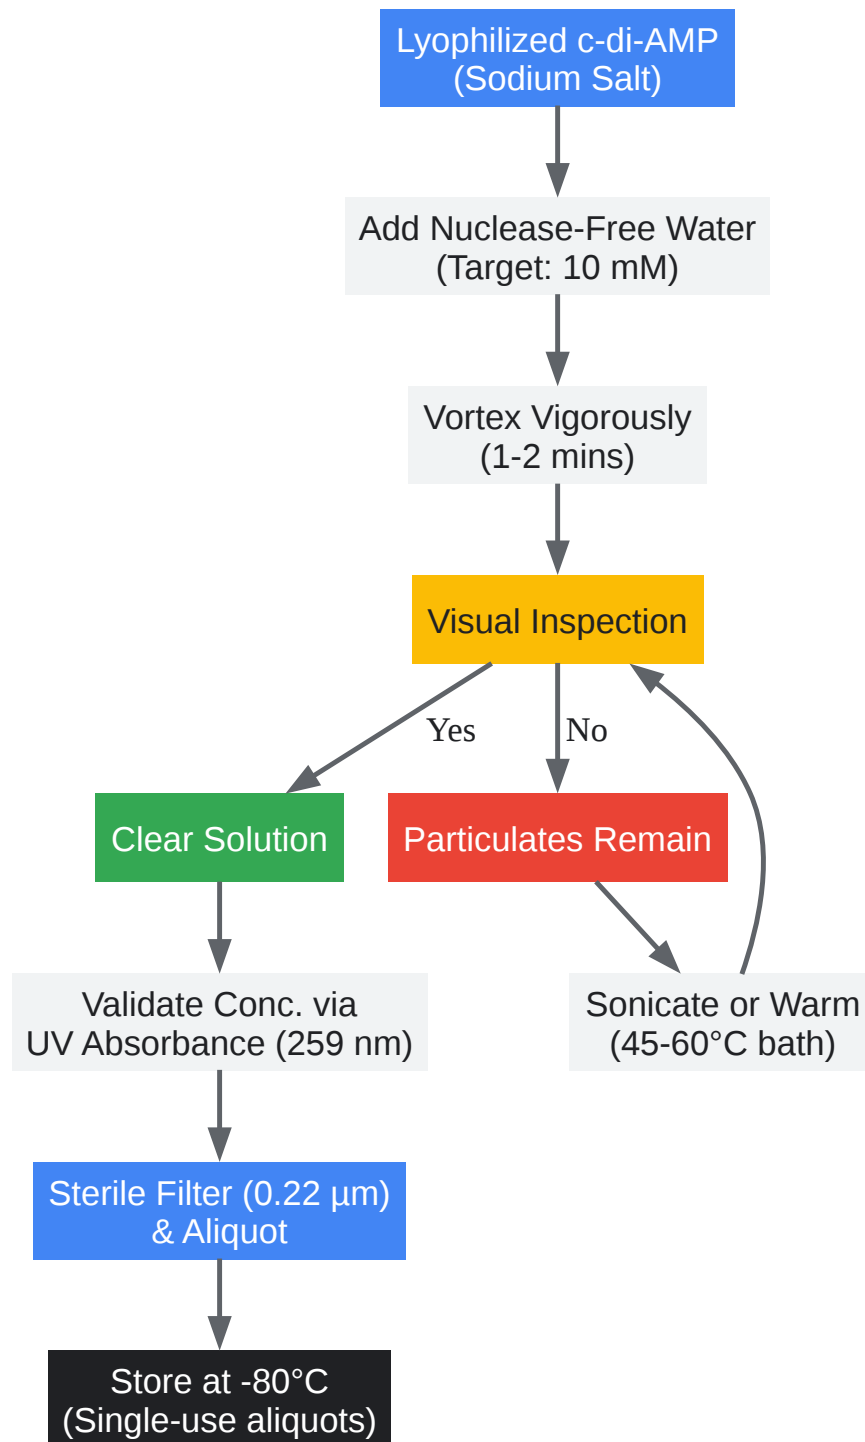 Lyophilized c-di-AMP
(Sodium Salt)
Add Nuclease-Free Water
(Target: 10 mM)
Vortex Vigorously
(1-2 mins)
Visual Inspection
Yes
No
Clear Solution
Particulates Remain
Validate Conc. via
UV Absorbance (259 nm)
Sonicate or Warm
(45-60°C bath)
Sterile Filter (0.22 µm)
& Aliquot
Store at -80°C
(Single-use aliquots)